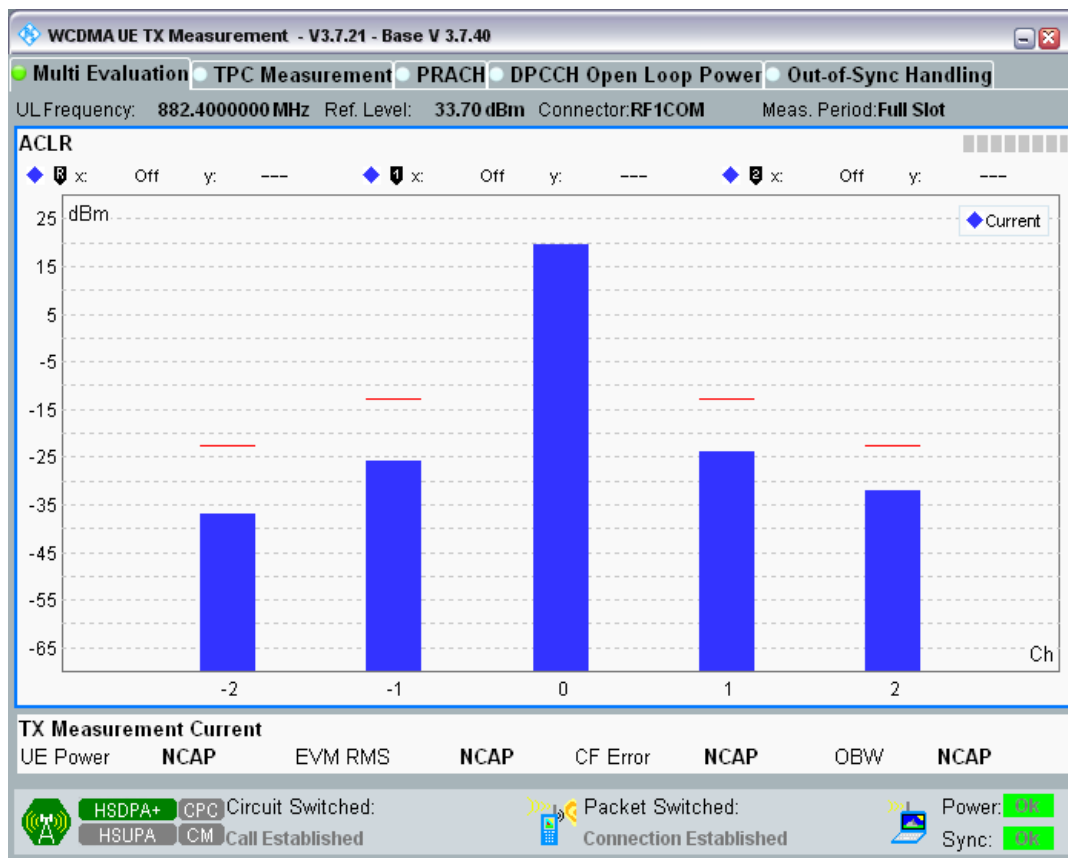 WCDMA UE TX Measurement - V3.7.21 - Base V 3.7.40
Multi Evaluation TPC Measurement PRACH DPCCH Open Loop Power Out-of-Sync Handling
UL Frequency: 882.4000000 MHz Ref. Level: 33.70 dBm Connector:RF1COM Meas. Period:Full Slot
ACLR
R x: Off y: --- 1 x: Off y: --- 2 x: Off y: ---
dBm
Current
25
15
5
-5
-15
-25
-35
-45
-55
-65
Ch
-2 -1 0 1 2
TX Measurement Current
UE Power NCAP EVM RMS NCAP CF Error NCAP OBW NCAP
HSDPA+ CPC Circuit Switched: Packet Switched: Power: OK
HSUPA CM Call Established Connection Established Sync: OK